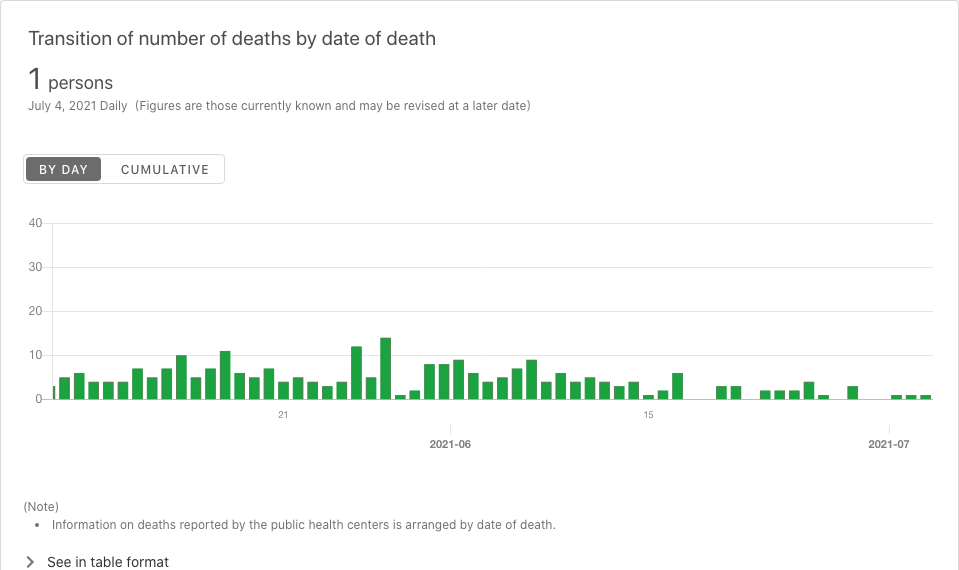 Transition of number of deaths by date of death
1 persons
July 4, 2021 Daily (Figures are those currently known and may be revised at a later date)
BY DAY CUMULATIVE
40
30
20
10
0
21 15
2021-06 2021-07
(Note)
• Information on deaths reported by the public health centers is arranged by date of death.
See in table format